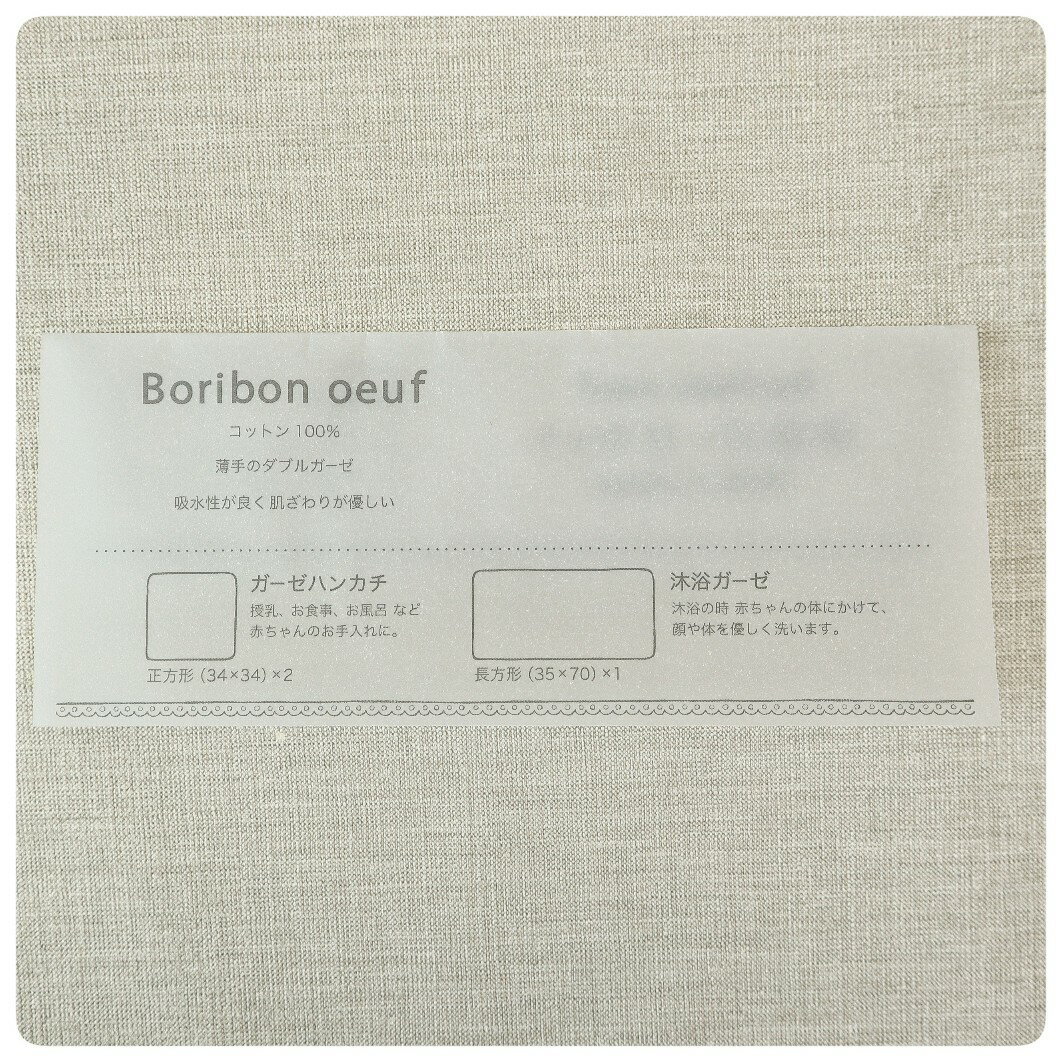 Boribon oeuf
コットン 100%
薄手のダブルガーゼ
吸水性が良く肌ざわりが優しい
ガーゼハンカチ
授乳、お食事、お風呂 など
赤ちゃんのお手入れに。
正方形 (34×34) ×2
沐浴ガーゼ
沐浴の時 赤ちゃんの体にかけて、
顔や体を優しく洗います。
長方形 (35×70) ×1